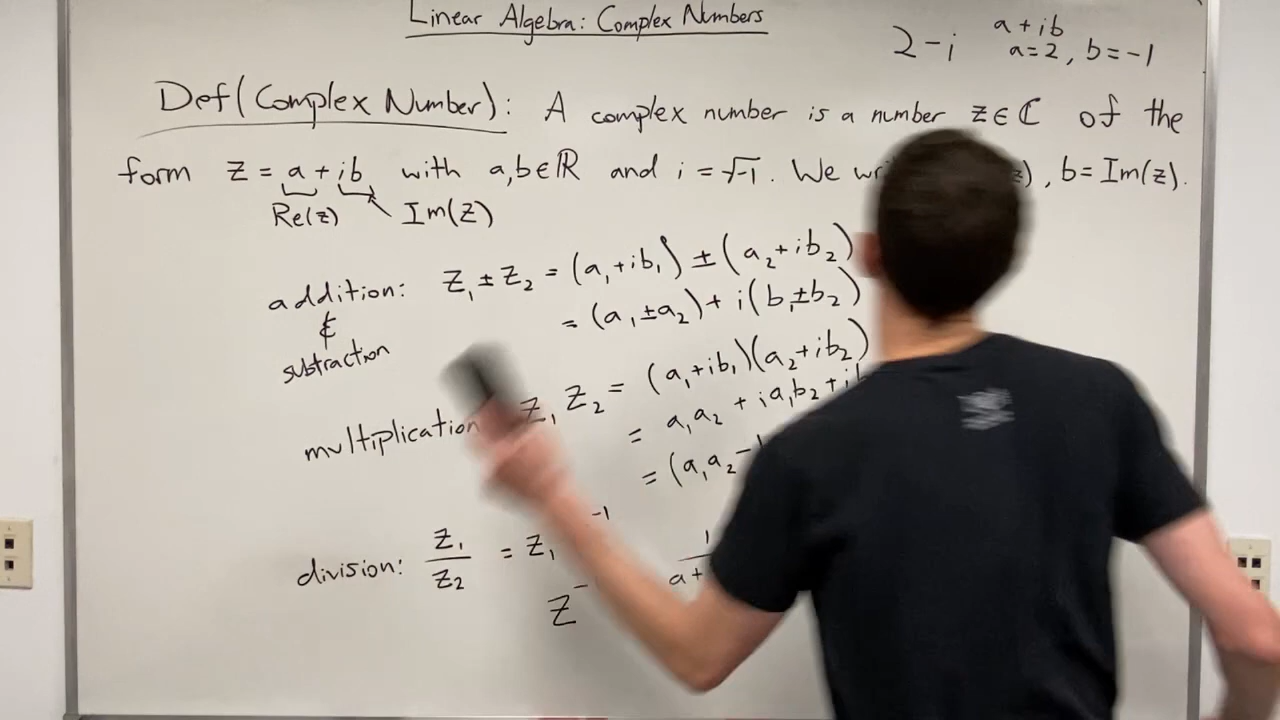 Linear Algebra: Complex Numbers
2-i a+ib
a=2, b=-1
Def(Complex Number): A complex number is a number z∈ℂ of the
form z = a + ib with a,b∈ℝ and i = √-1. We , b = Im(z).
Re(z) Im(z)
addition: z₁ ± z₂ = (a₁+ib₁) ± (a₂+ib₂)
&
subtraction
= (a₁±a₂) + i(b₁±b₂)
multiplication z₁ z₂ = (a₁+ib₁)(a₂+ib₂)
= a₁a₂ + ia₁b₂ +
= (a₁a₂ -
division: z₁/z₂ = z₁ ⁻¹
z⁻ 1/a+